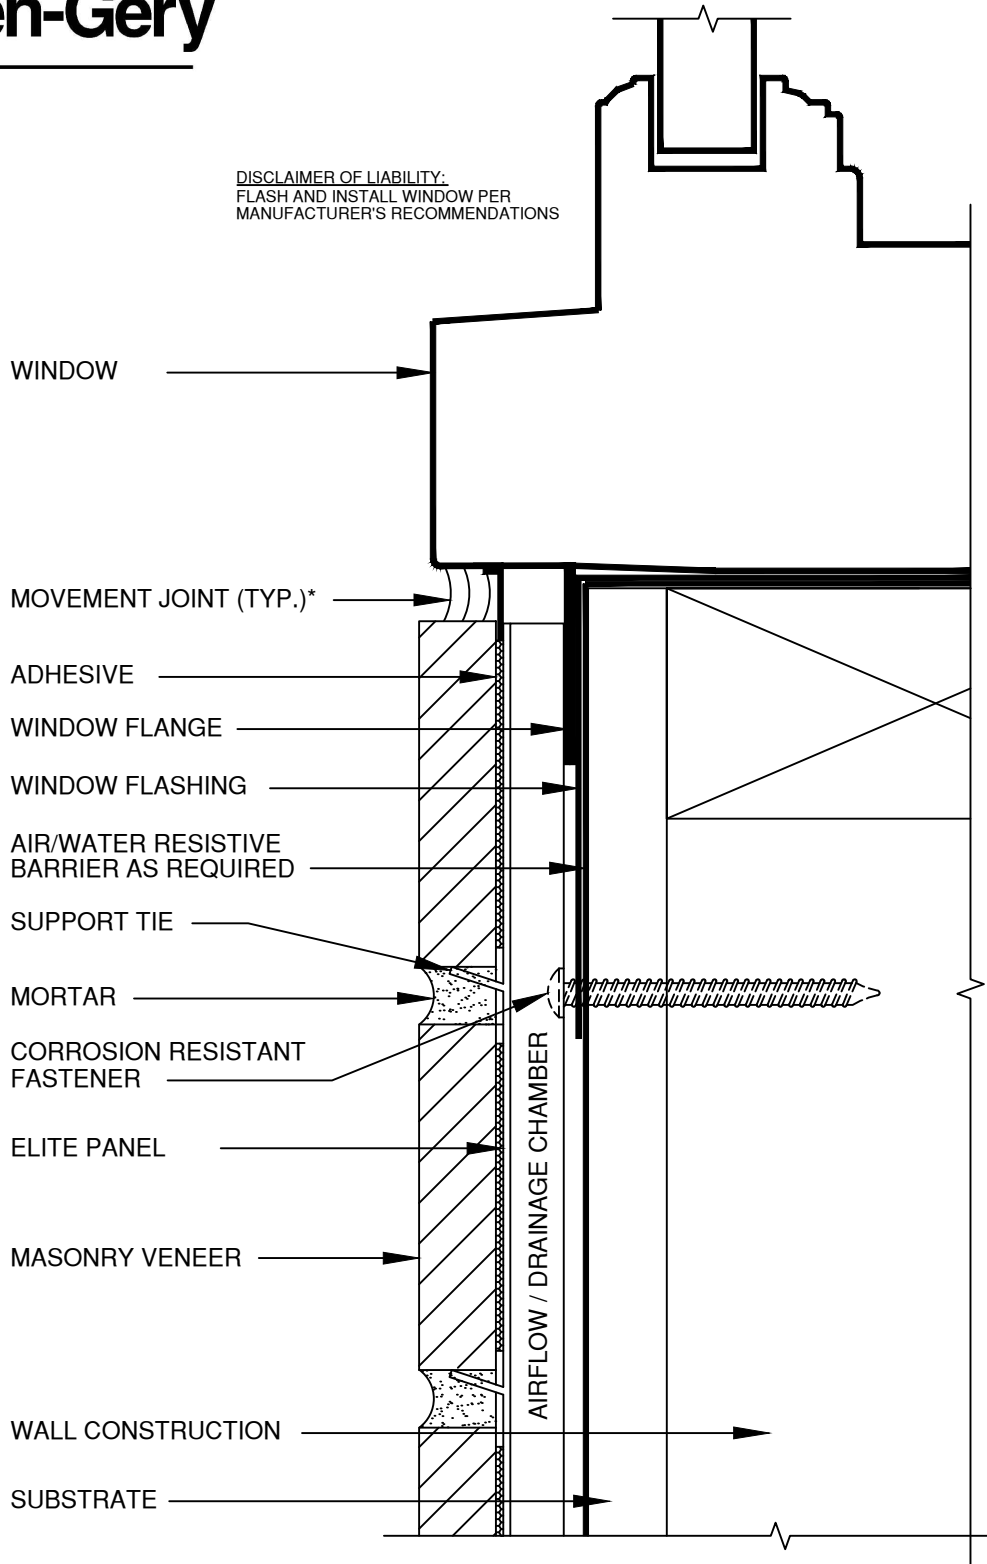 en-Gery
DISCLAIMER OF LIABILITY:
FLASH AND INSTALL WINDOW PER
MANUFACTURER'S RECOMMENDATIONS
WINDOW
MOVEMENT JOINT (TYP.)*
ADHESIVE
WINDOW FLANGE
WINDOW FLASHING
AIR/WATER RESISTIVE
BARRIER AS REQUIRED
SUPPORT TIE
MORTAR
CORROSION RESISTANT
FASTENER
ELITE PANEL
MASONRY VENEER
WALL CONSTRUCTION
SUBSTRATE
AIRFLOW / DRAINAGE CHAMBER